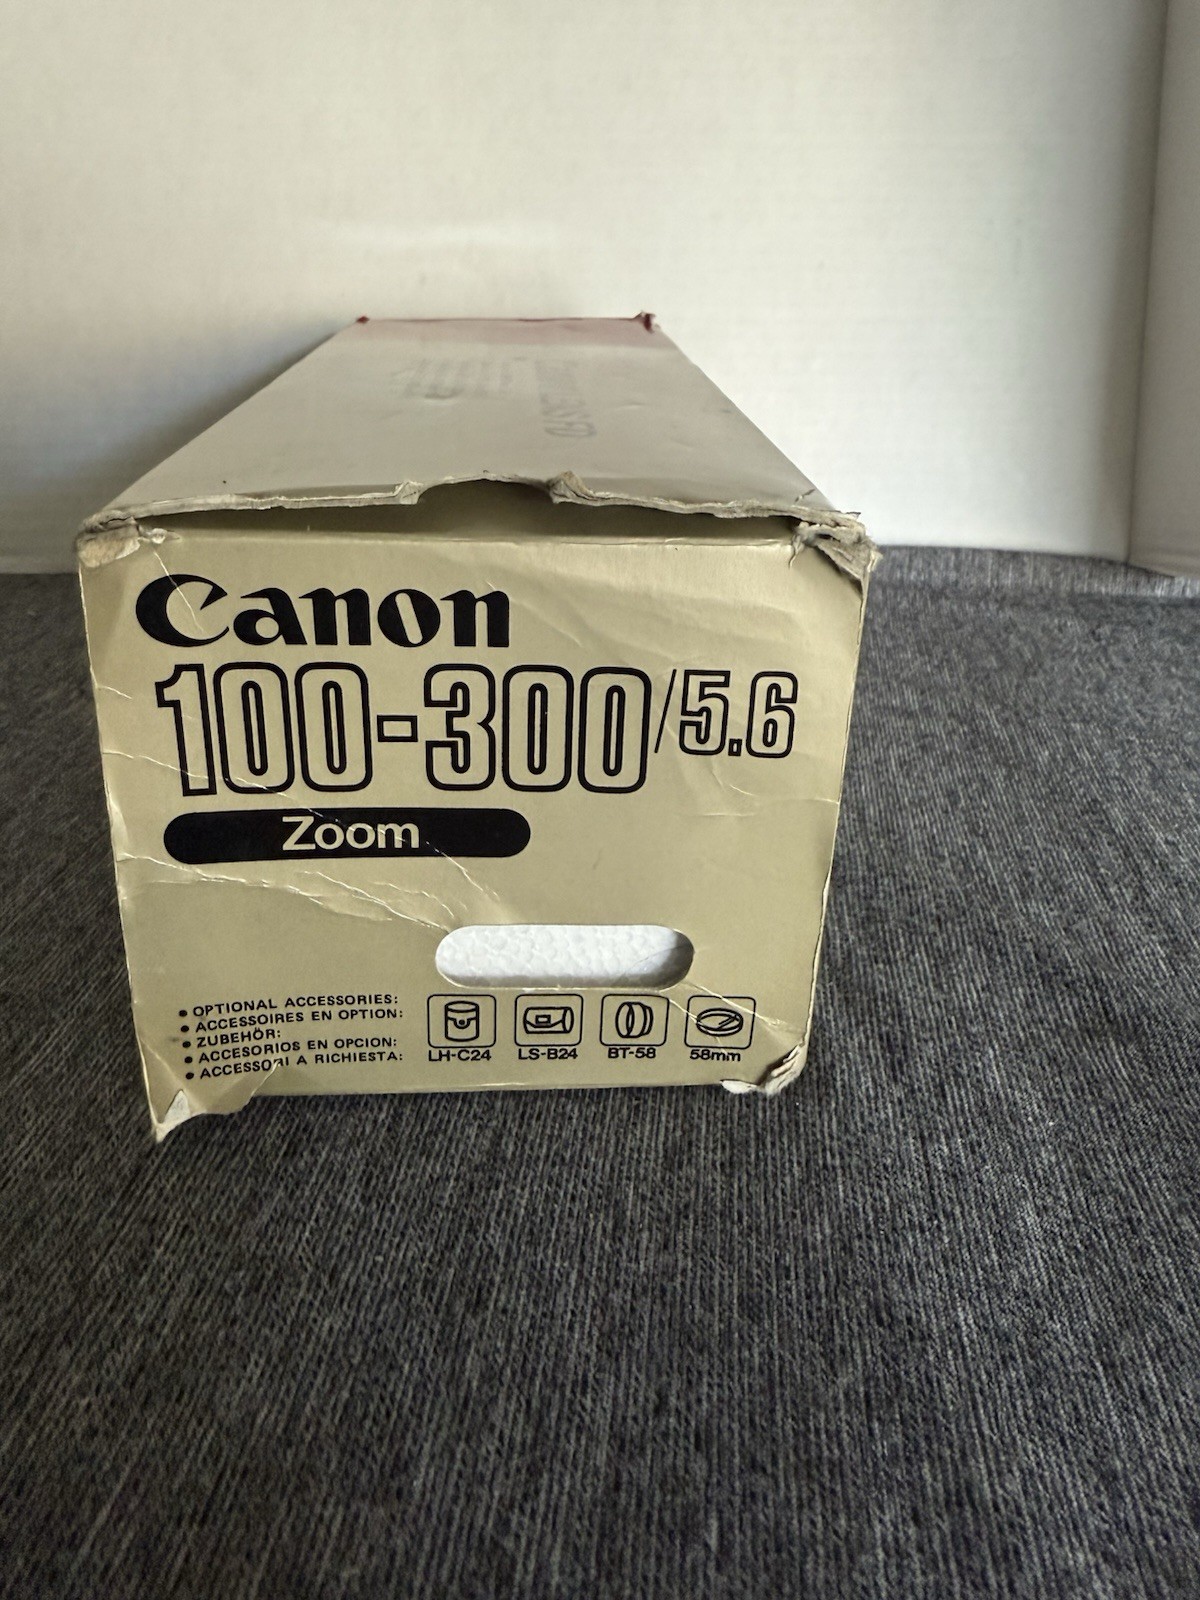 Canon
100-300/5.6
Zoom
• OPTIONAL ACCESSORIES:
• ACCESSOIRES EN OPTION:
• ZUBEHÖR:
• ACCESORIOS EN OPCION:
• ACCESSORI A RICHIESTA:
LH-C24 LS-B24 BT-58 58mm